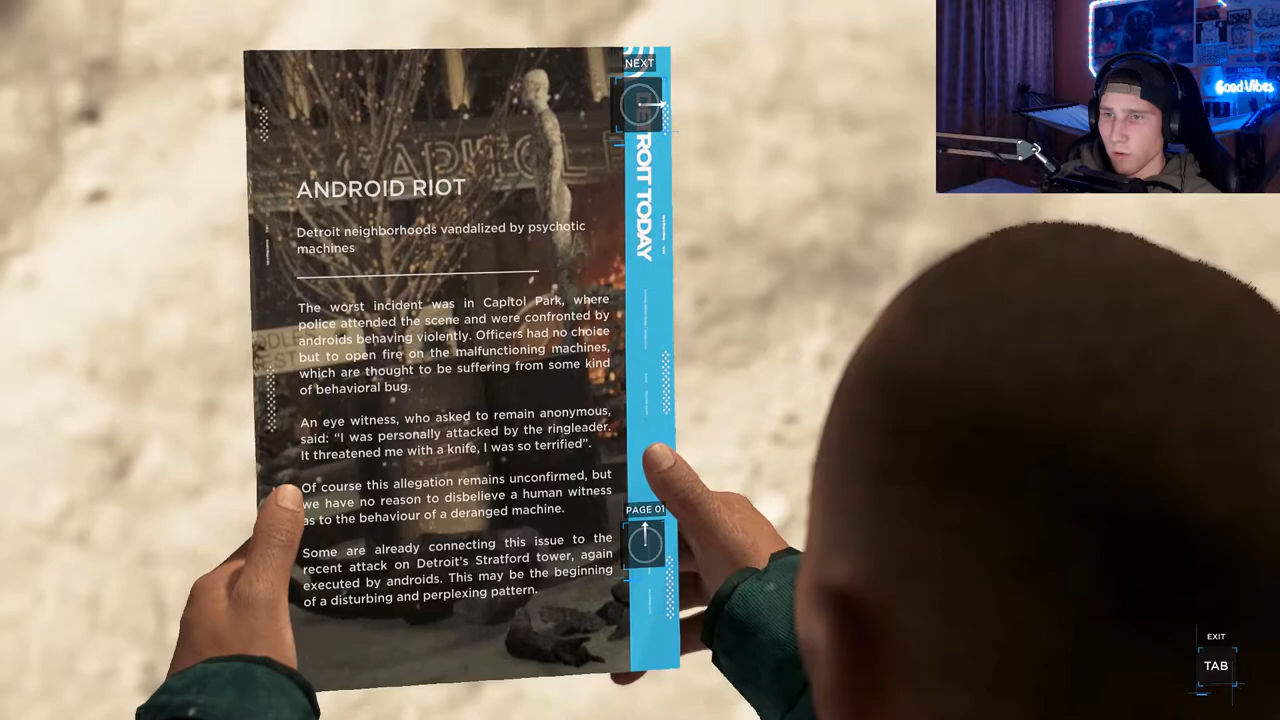 NEXT
CAPITOL
ANDROID RIOT
Detroit neighborhoods vandalized by psychotic
machines
The worst incident was in Capitol Park, where
police attended the scene and were confronted by
androids behaving violently. Officers had no choice
but to open fire on the malfunctioning machines,
which are thought to be suffering from some kind
of behavioral bug.
An eye witness, who asked to remain anonymous,
said: “I was personally attacked by the ringleader.
It threatened me with a knife, I was so terrified”.
Of course this allegation remains unconfirmed, but
we have no reason to disbelieve a human witness
as to the behaviour of a deranged machine.
Some are already connecting this issue to the
recent attack on Detroit's Stratford tower, again
executed by androids. This may be the beginning
of a disturbing and perplexing pattern.
ROIT TODAY
PAGE 01
Good Vibes
EXIT
TAB